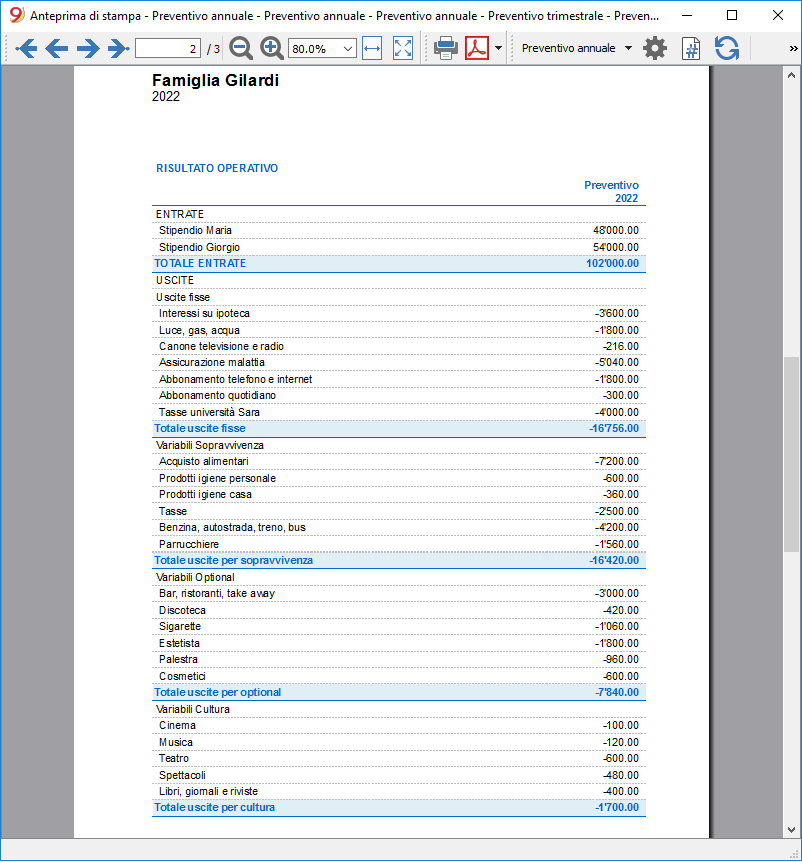 Anteprima di stampa - Preventivo annuale - Preventivo annuale - Preventivo annuale - Preventivo trimestrale - Preven...
2 / 3 80.0% Preventivo annuale »
Famiglia Gilardi
2022
RISULTATO OPERATIVO
Preventivo
2022
ENTRATE
Stipendio Maria 48'000.00
Stipendio Giorgio 54'000.00
TOTALE ENTRATE 102'000.00
USCITE
Uscite fisse
Interessi su ipoteca -3'600.00
Luce, gas, acqua -1'800.00
Canone televisione e radio -216.00
Assicurazione malattia -5'040.00
Abbonamento telefono e internet -1'800.00
Abbonamento quotidiano -300.00
Tasse università Sara -4'000.00
Totale uscite fisse -16'756.00
Variabili Sopravvivenza
Acquisto alimentari -7'200.00
Prodotti igiene personale -600.00
Prodotti igiene casa -360.00
Tasse -2'500.00
Benzina, autostrada, treno, bus -4'200.00
Parrucchiere -1'560.00
Totale uscite per sopravvivenza -16'420.00
Variabili Optional
Bar, ristoranti, take away -3'000.00
Discoteca -420.00
Sigarette -1'060.00
Estetista -1'800.00
Palestra -960.00
Cosmetici -600.00
Totale uscite per optional -7'840.00
Variabili Cultura
Cinema -100.00
Musica -120.00
Teatro -600.00
Spettacoli -480.00
Libri, giornali e riviste -400.00
Totale uscite per cultura -1'700.00